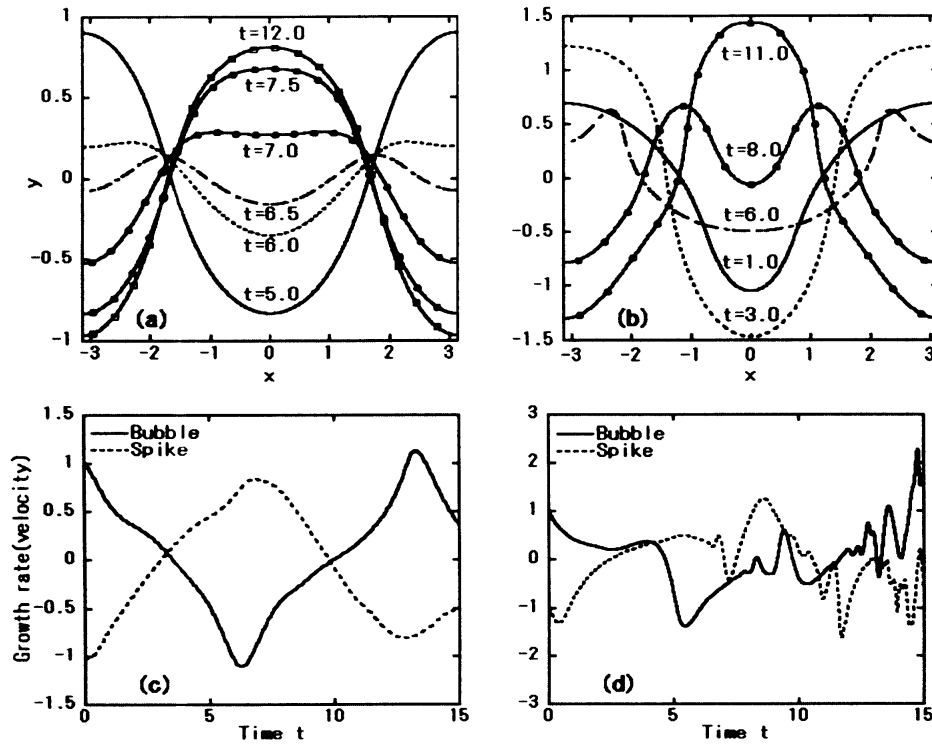 1
0.5
0
-0.5
-1
y
t=12.0
t=7.5
t=7.0
t=6.5
t=6.0
t=5.0
(a)
-3 -2 -1 0 1 2 3
x
1.5
1
0.5
0
-0.5
-1
-1.5
t=11.0
t=8.0
t=6.0
t=1.0
t=3.0
(b)
-3 -2 -1 0 1 2 3
x
1.5
1
0.5
0
-0.5
-1
-1.5
Growth rate(velocity)
Bubble
Spike
(c)
0 5 10 15
Time t
3
2
1
0
-1
-2
-3
Bubble
Spike
(d)
0 5 10 15
Time t